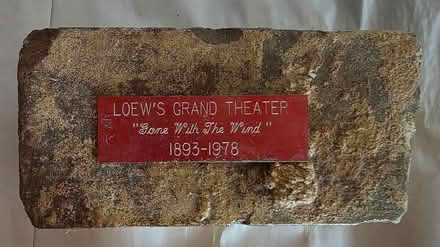 LOEW'S GRAND THEATER
"Gone With The Wind"
1893-1978